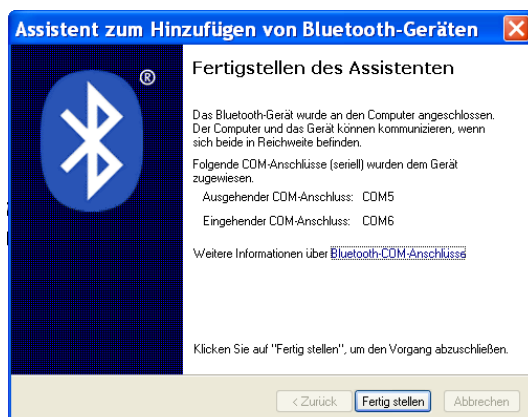 Assistent zum Hinzufügen von Bluetooth-Geräten
®
Fertigstellen des Assistenten
Das Bluetooth-Gerät wurde an den Computer angeschlossen.
Der Computer und das Gerät können kommunizieren, wenn
sich beide in Reichweite befinden.
Folgende COM-Anschlüsse (seriell) wurden dem Gerät
zugewiesen.
Ausgehender COM-Anschluss: COM5
Eingehender COM-Anschluss: COM6
Weitere Informationen über Bluetooth-COM-Anschlüsse
Klicken Sie auf "Fertig stellen", um den Vorgang abzuschließen.
< Zurück Fertig stellen Abbrechen